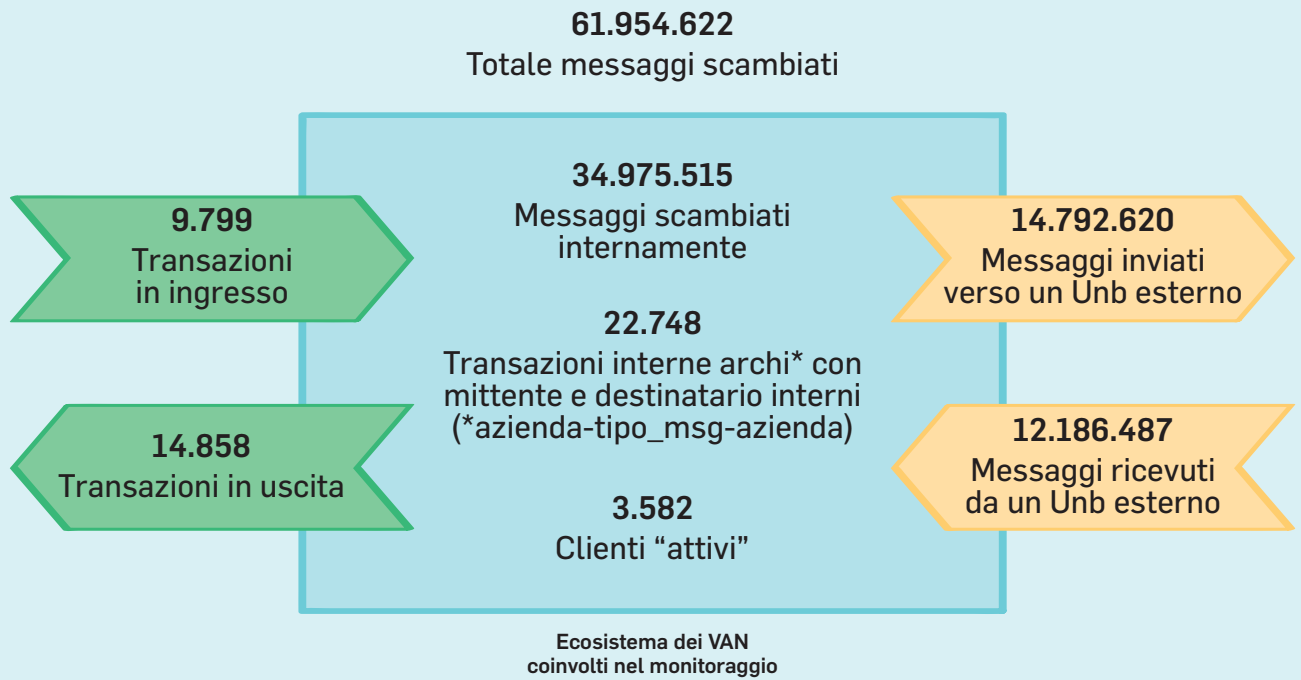 61.954.622
Totale messaggi scambiati
34.975.515
Messaggi scambiati
internamente
9.799
Transazioni
in ingresso
14.792.620
Messaggi inviati
verso un Unb esterno
22.748
Transazioni interne archi* con
mittente e destinatario interni
(*azienda-tipo_msg-azienda)
14.858
Transazioni in uscita
12.186.487
Messaggi ricevuti
da un Unb esterno
3.582
Clienti “attivi”
Ecosistema dei VAN
coinvolti nel monitoraggio